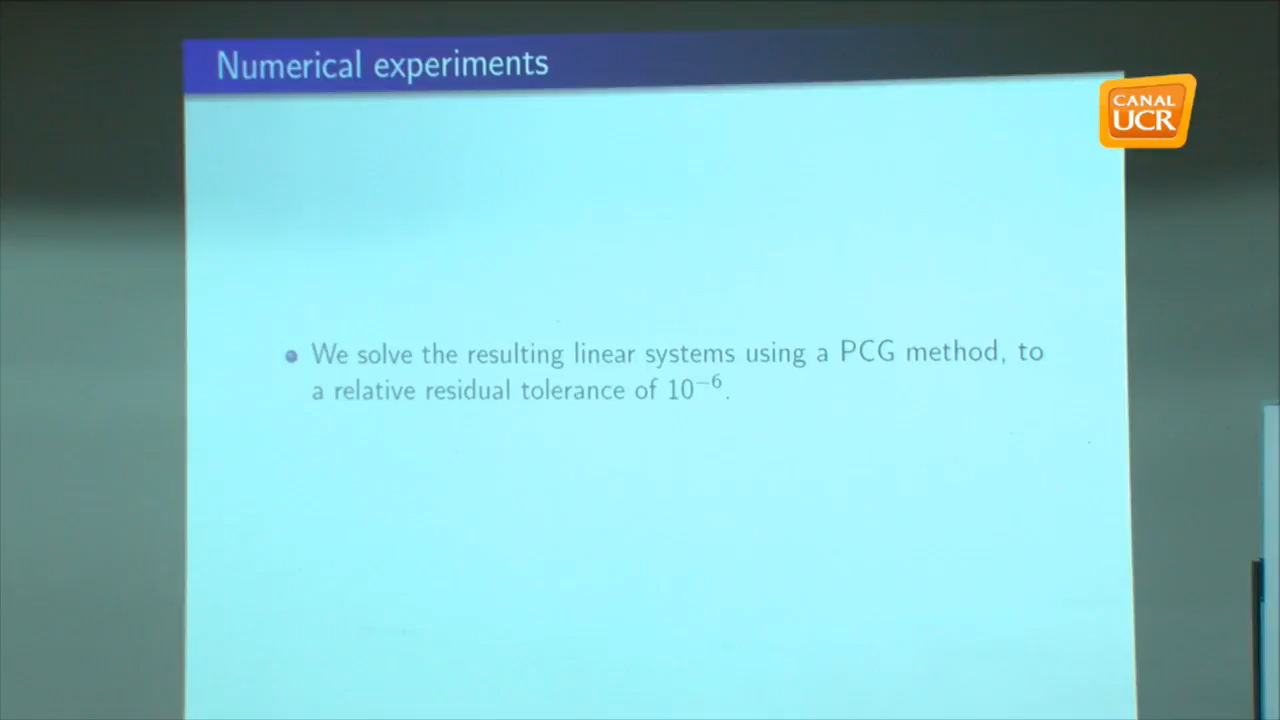 Numerical experiments
CANAL
UCR
We solve the resulting linear systems using a PCG method, to
a relative residual tolerance of 10⁻⁶.